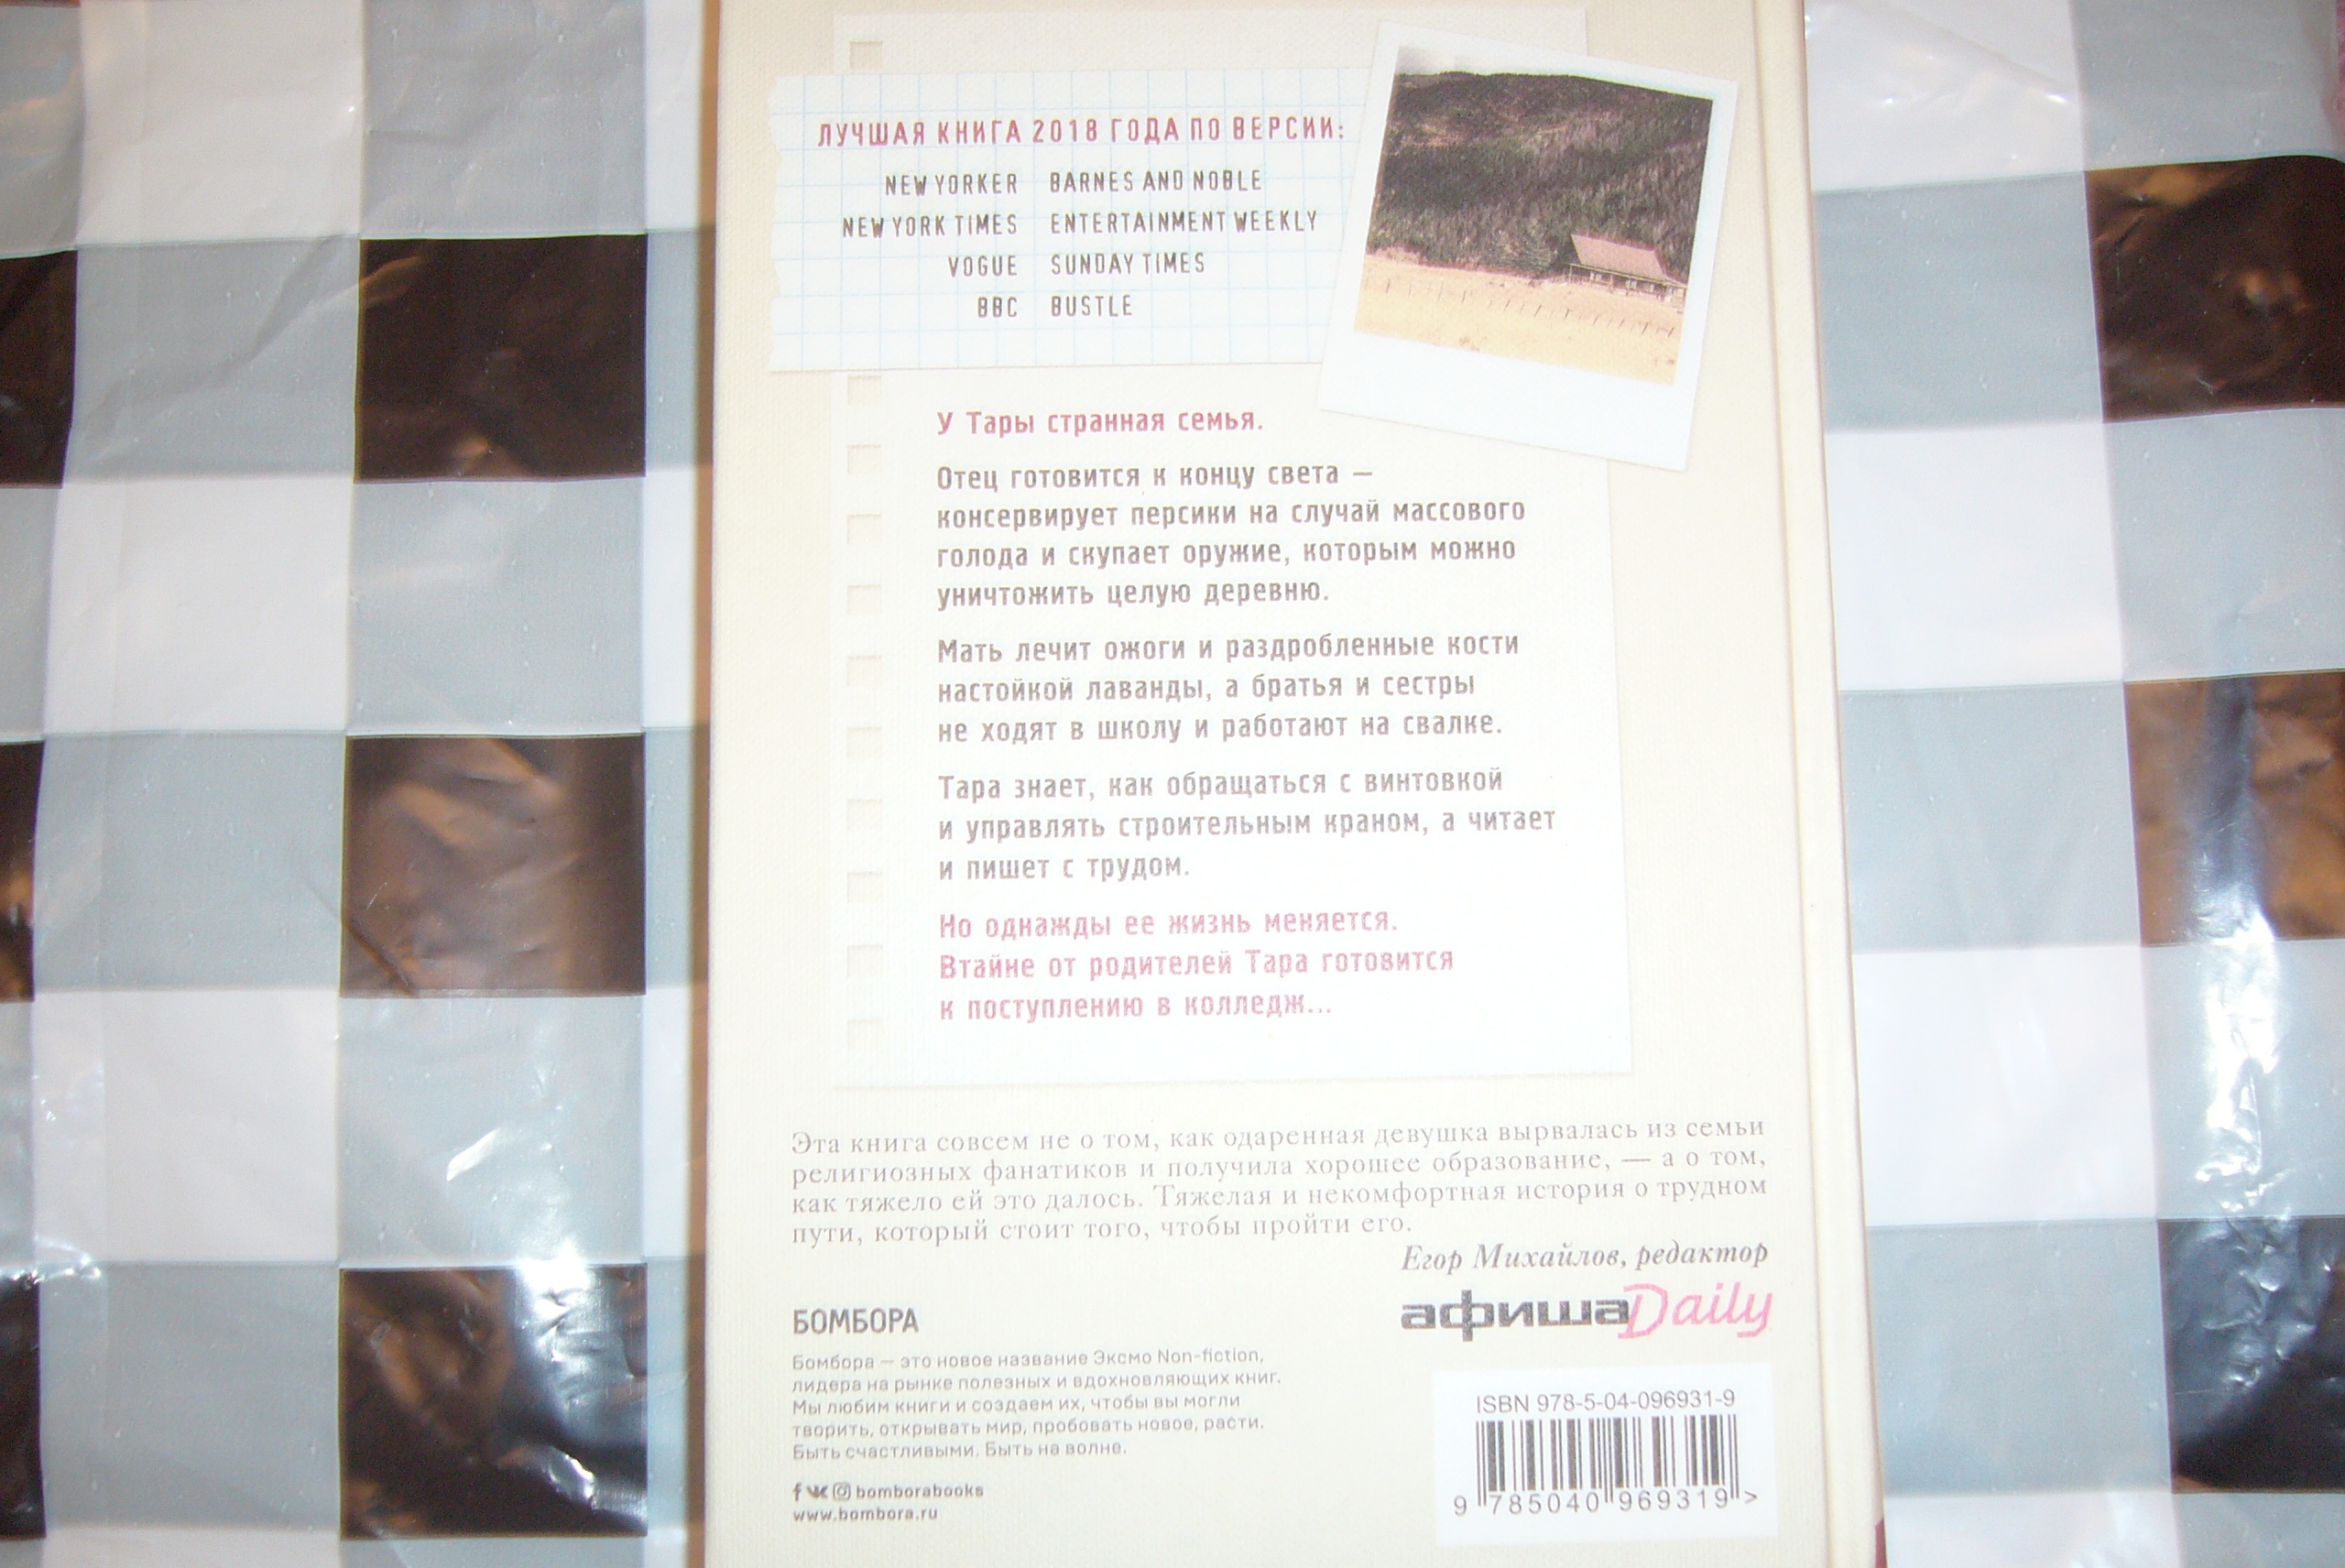 ЛУЧШАЯ КНИГА 2018 ГОДА ПО ВЕРСИИ:
NEW YORKER BARNES AND NOBLE
NEW YORK TIMES ENTERTAINMENT WEEKLY
VOGUE SUNDAY TIMES
BBC BUSTLE
У Тары странная семья.
Отец готовится к концу света —
консервирует персики на случай массового
голода и скупает оружие, которым можно
уничтожить целую деревню.
Мать лечит ожоги и раздробленные кости
настойкой лаванды, а братья и сестры
не ходят в школу и работают на свалке.
Тара знает, как обращаться с винтовкой
и управлять строительным краном, а читает
и пишет с трудом.
Но однажды ее жизнь меняется.
Втайне от родителей Тара готовится
к поступлению в колледж...
Эта книга совсем не о том, как одаренная девушка вырвалась из семьи
религиозных фанатиков и получила хорошее образование, — а о том,
как тяжело ей это далось. Тяжелая и некомфортная история о трудном
пути, который стоит того, чтобы пройти его.
Егор Михайлов, редактор
афиша Daily
БОМБОРА
Бомбора — это новое название Эксмо Non-fiction,
лидера на рынке полезных и вдохновляющих книг.
Мы любим книги и создаем их, чтобы вы могли
творить, открывать мир, пробовать новое, расти.
Быть счастливыми. Быть на волне.
bomborabooks
www.bombora.ru
ISBN 978-5-04-096931-9
9 785040 969319 >